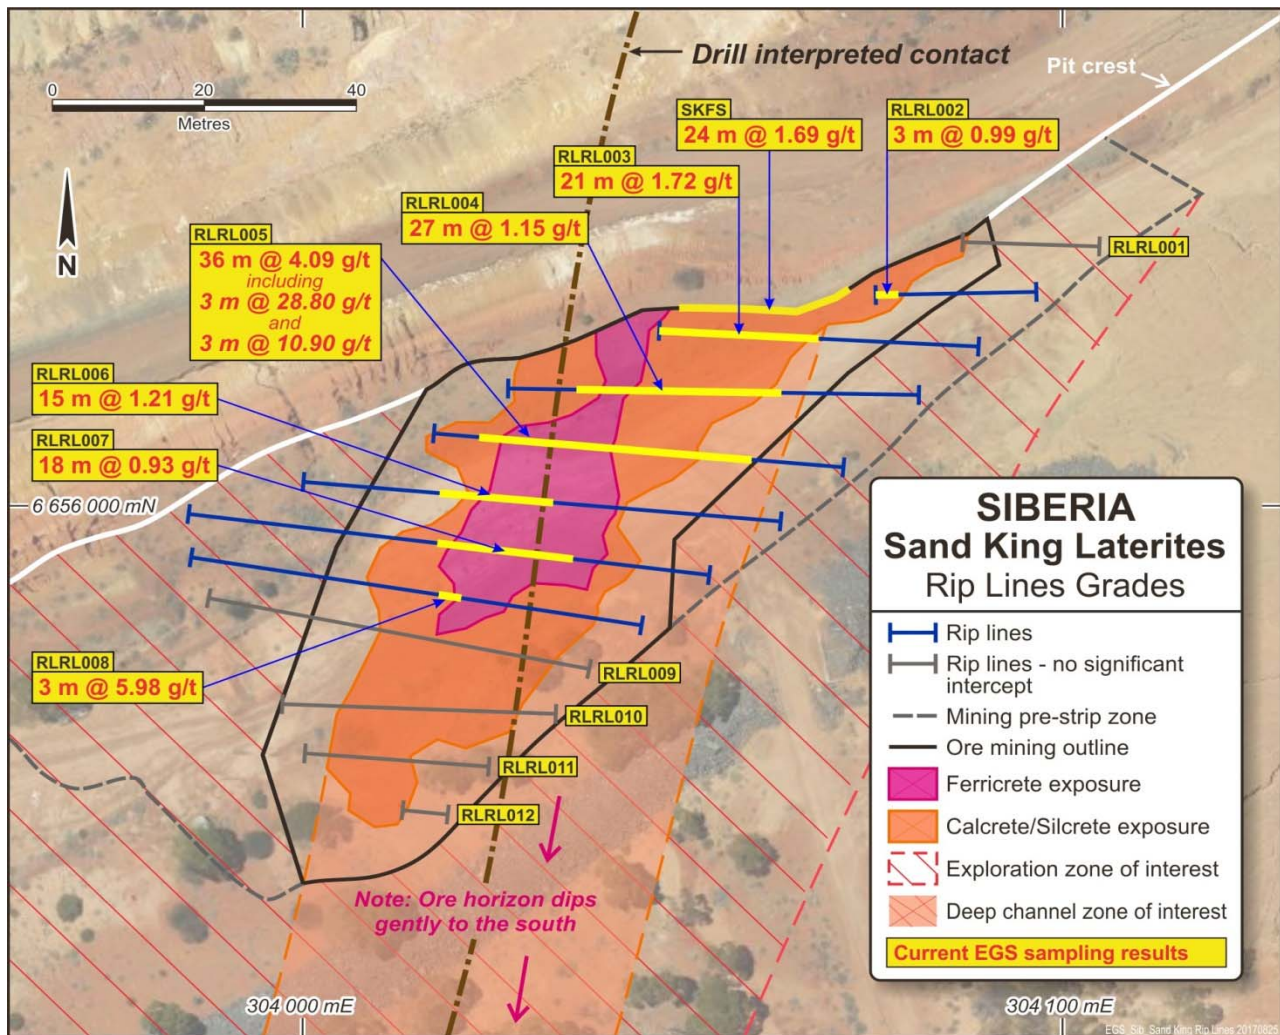 Drill interpreted contact
Pit crest
0 20 40
Metres
N
SKFS
24 m @ 1.69 g/t
RLRL002
3 m @ 0.99 g/t
RLRL003
21 m @ 1.72 g/t
RLRL004
27 m @ 1.15 g/t
RLRL005
36 m @ 4.09 g/t
including
3 m @ 28.80 g/t
and
3 m @ 10.90 g/t
RLRL001
RLRL006
15 m @ 1.21 g/t
RLRL007
18 m @ 0.93 g/t
6 656 000 mN
RLRL008
3 m @ 5.98 g/t
RLRL009
RLRL010
RLRL011
RLRL012
Note: Ore horizon dips
gently to the south
304 000 mE
304 100 mE
SIBERIA
Sand King Laterites
Rip Lines Grades
Rip lines
Rip lines - no significant
intercept
Mining pre-strip zone
Ore mining outline
Ferricrete exposure
Calcrete/Silcrete exposure
Exploration zone of interest
Deep channel zone of interest
Current EGS sampling results